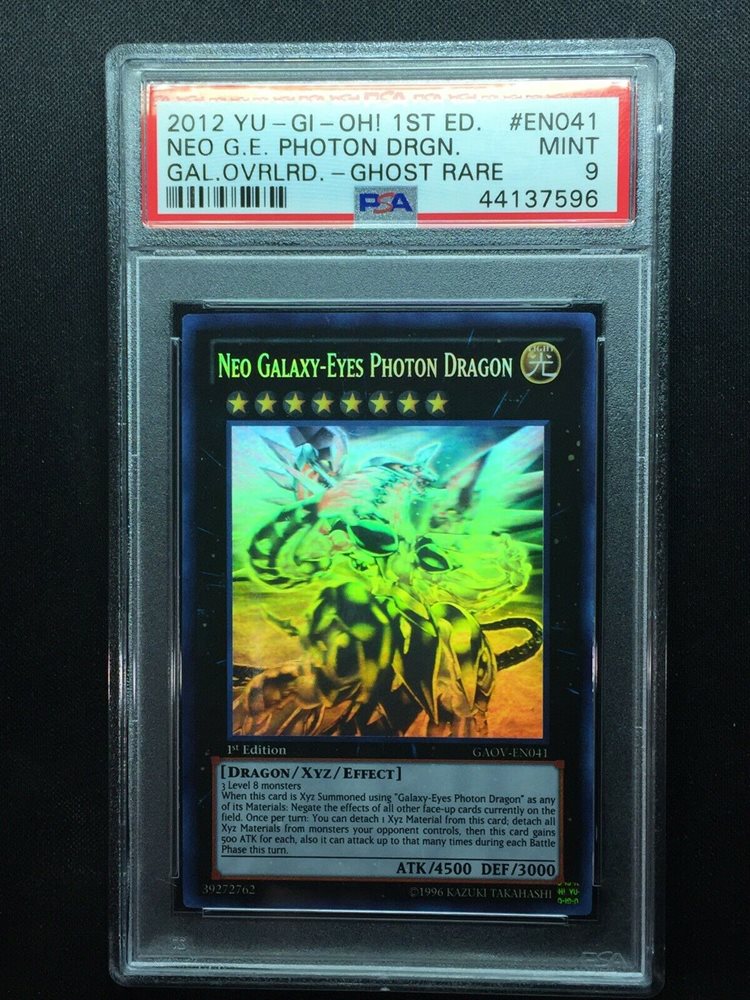 2012 YU-GI-OH! 1ST ED. #EN041
NEO G.E. PHOTON DRGN. MINT
GAL.OVRLRD.-GHOST RARE 9
PSA 44137596
NEO GALAXY-EYES PHOTON DRAGON
LIGHT
光
1st Edition GAOV-EN041
[DRAGON/XYZ/EFFECT]
3 Level 8 monsters
When this card is Xyz Summoned using "Galaxy-Eyes Photon Dragon" as any
of its Materials: Negate the effects of all other face-up cards currently on the
field. Once per turn: You can detach 1 Xyz Material from this card; detach all
Xyz Materials from monsters your opponent controls, then this card gains
500 ATK for each, also it can attack up to that many times during each Battle
Phase this turn.
ATK/4500 DEF/3000
39272762 ©1996 KAZUKI TAKAHASHI
PSA